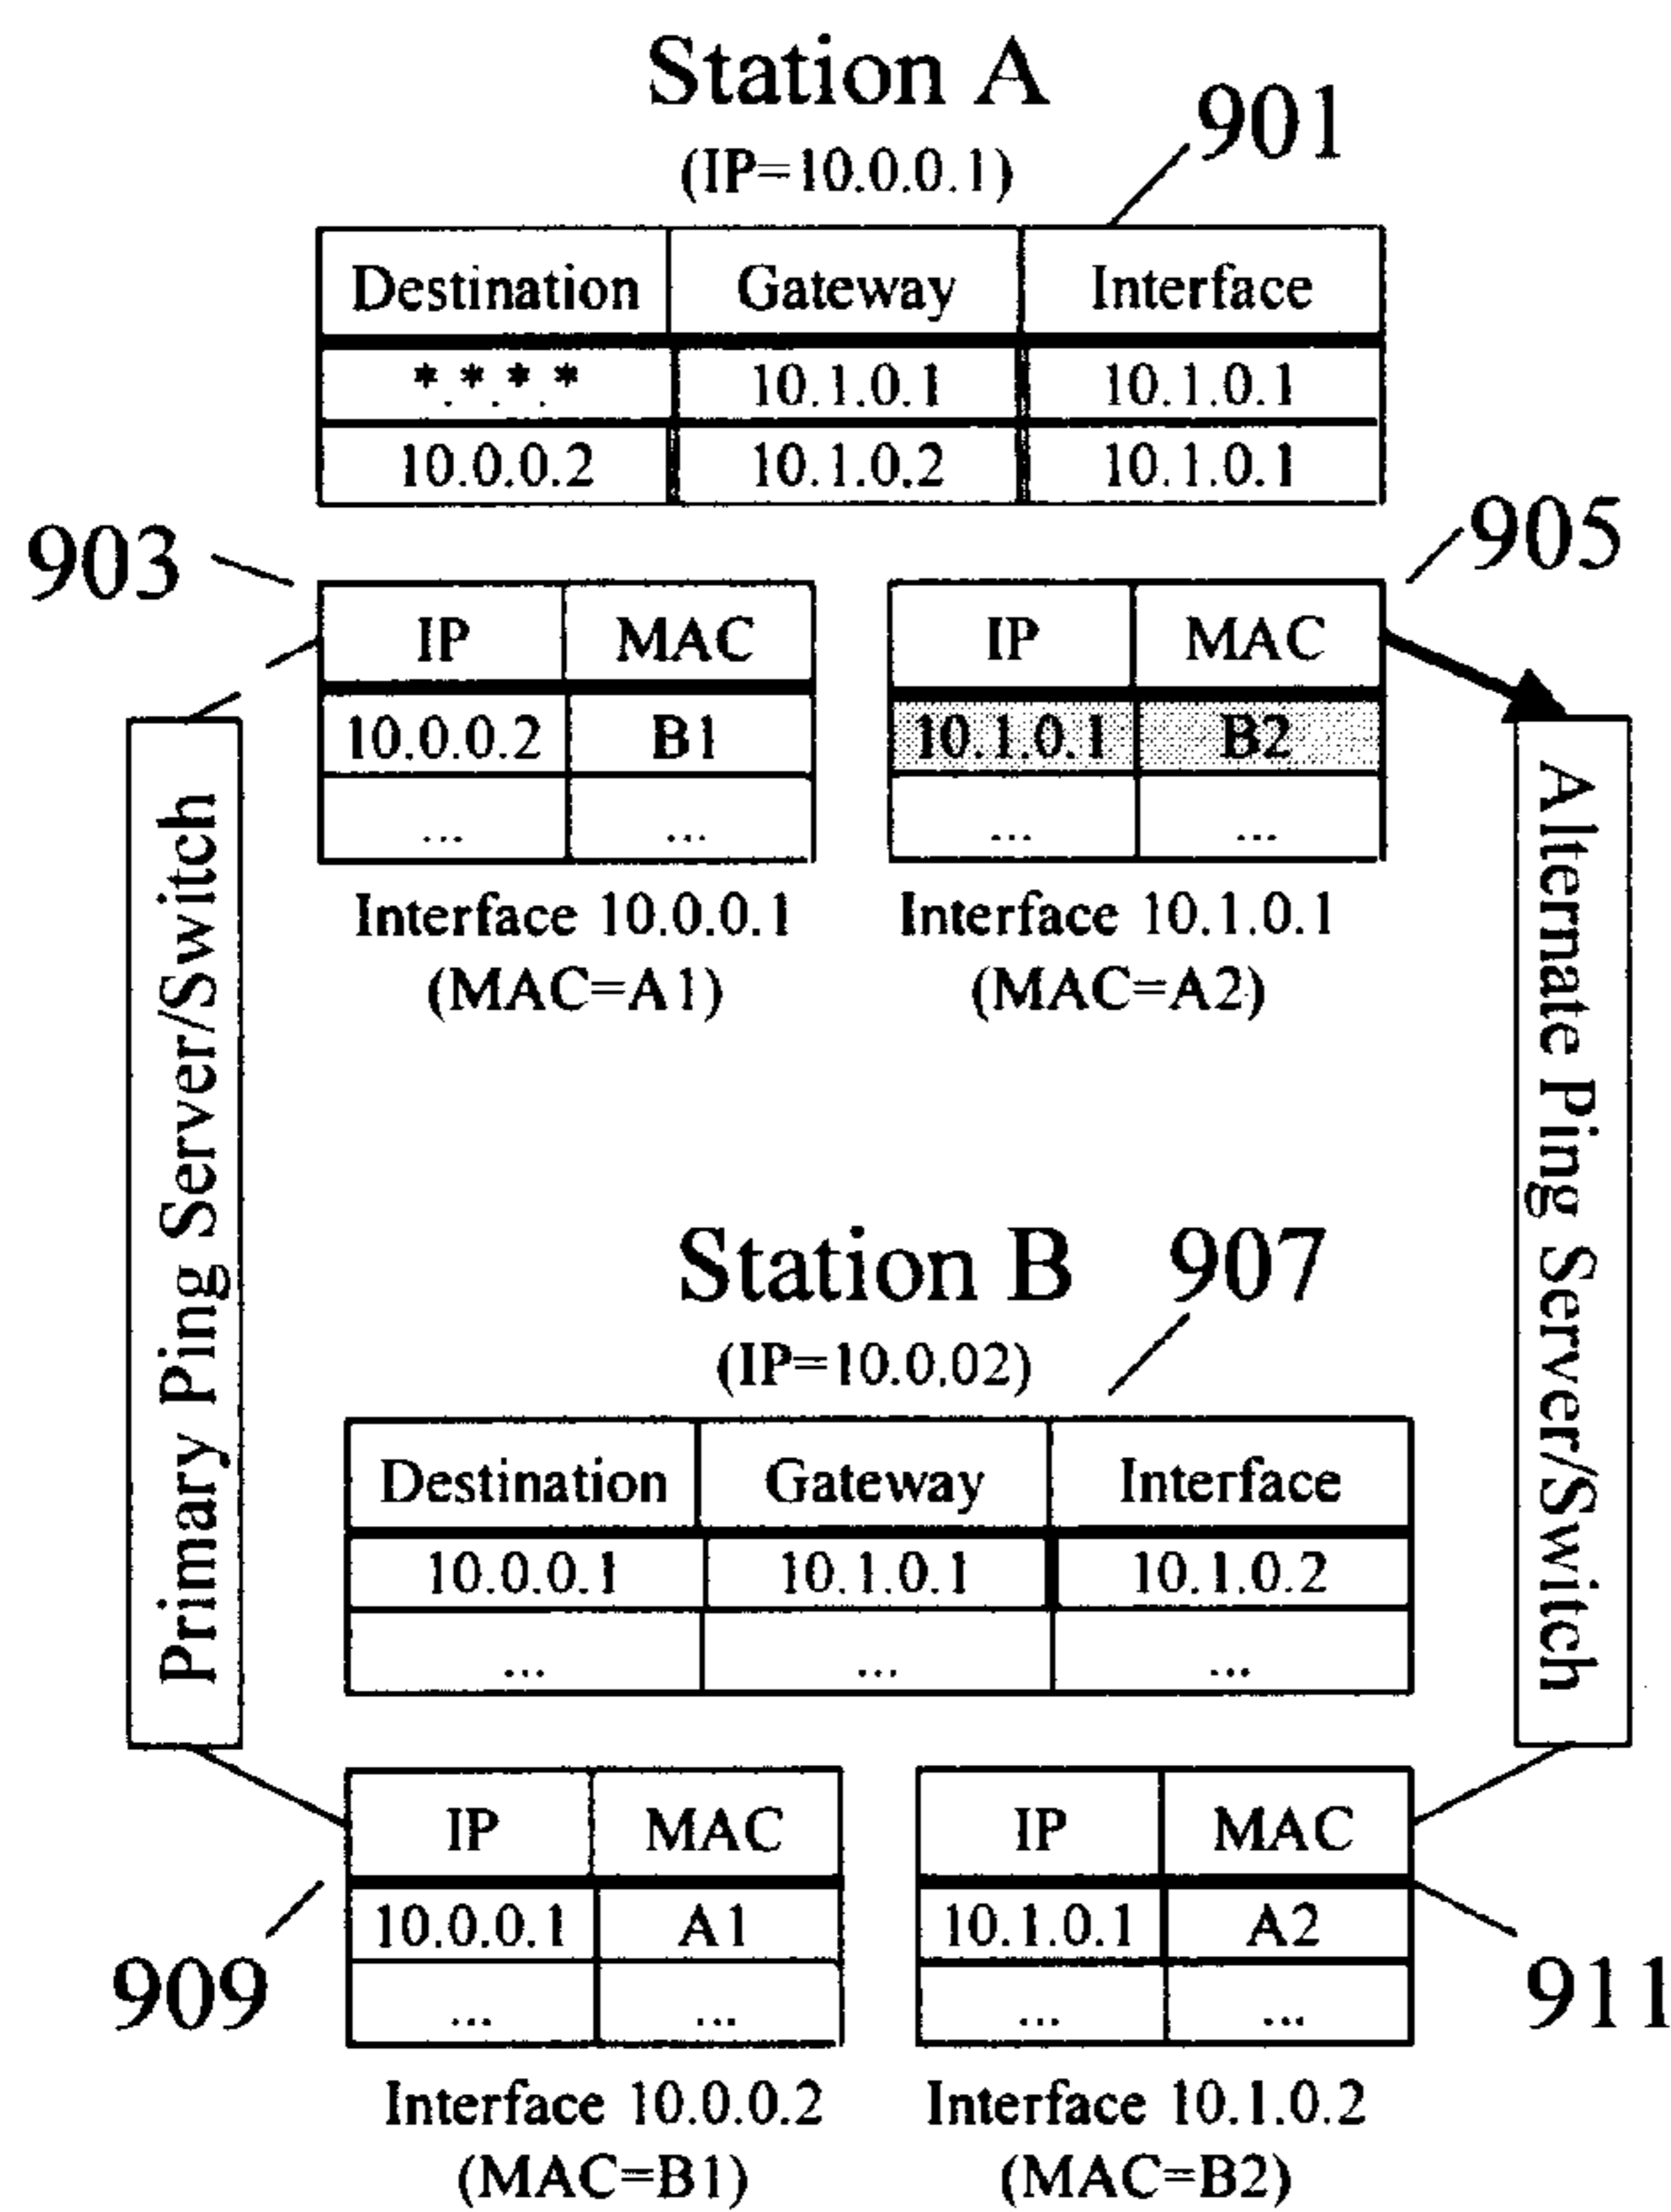 Station A
901
(IP=10.0.0.1)
Destination Gateway Interface
*.*.*.* 10.1.0.1 10.1.0.1
10.0.0.2 10.1.0.2 10.1.0.1
903
905
IP MAC
10.0.0.2 B1
... ...
Interface 10.0.0.1
(MAC=A1)
IP MAC
10.1.0.1 B2
... ...
Interface 10.1.0.1
(MAC=A2)
Primary Ping Server/Switch
Alternate Ping Server/Switch
Station B
907
(IP=10.0.02)
Destination Gateway Interface
10.0.0.1 10.1.0.1 10.1.0.2
... ... ...
IP MAC
10.0.0.1 A1
... ...
909
Interface 10.0.0.2
(MAC=B1)
IP MAC
10.1.0.1 A2
... ...
911
Interface 10.1.0.2
(MAC=B2)